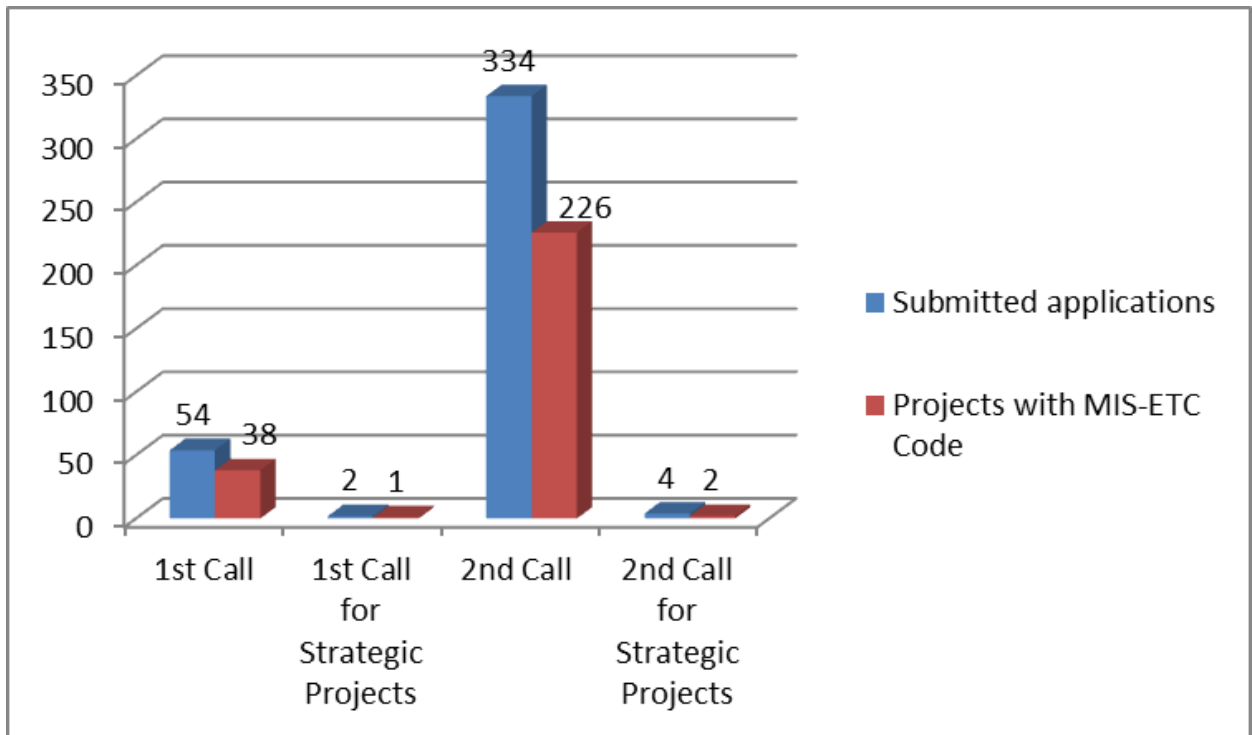 350
300
250
200
150
100
50
0
54
38
2
1
334
226
4
2
1st Call
1st Call
for
Strategic
Projects
2nd Call
2nd Call
for
Strategic
Projects
Submitted applications
Projects with MIS-ETC
Code